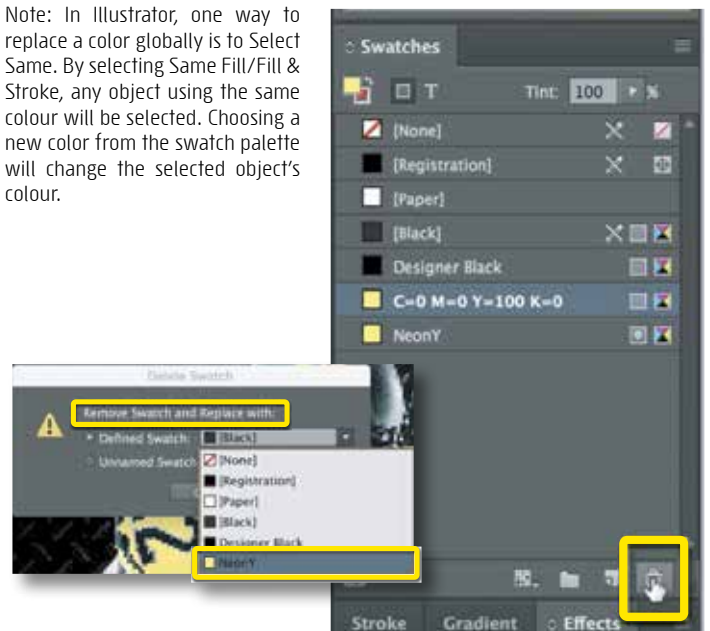 Note: In Illustrator, one way to
replace a color globally is to Select
Same. By selecting Same Fill/Fill &
Stroke, any object using the same
colour will be selected. Choosing a
new color from the swatch palette
will change the selected object's
colour.
Swatches
T Tint: 100 %
[None]
[Registration]
[Paper]
[Black]
Designer Black
C=0 M=0 Y=100 K=0
NeonY
Delete Swatch
Remove Swatch and Replace with:
Defined Swatch: [Black]
Unnamed Swatch
[None]
[Registration]
[Paper]
[Black]
Designer Black
NeonY
Stroke Gradient Effects